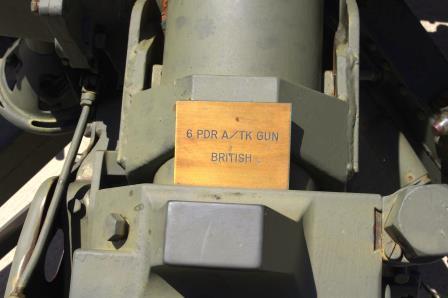 6 PDR A/TK GUN
BRITISH